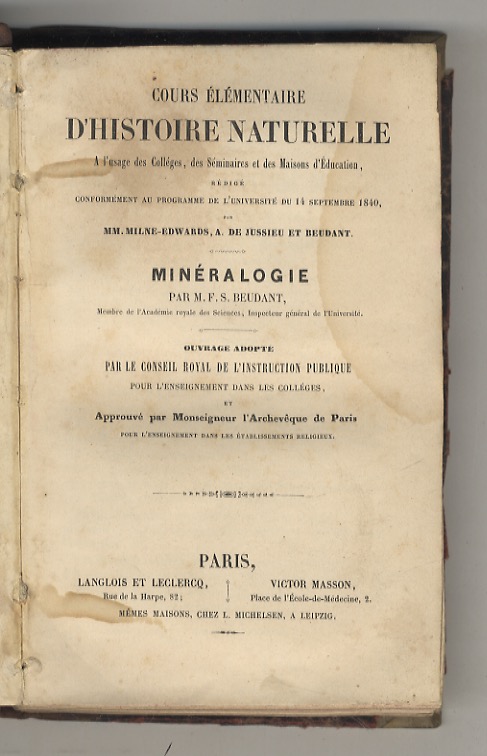 COURS ÉLÉMENTAIRE
D'HISTOIRE NATURELLE
A l'usage des Colléges, des Séminaires et des Maisons d'Éducation,
RÉDIGÉ
CONFORMÉMENT AU PROGRAMME DE L'UNIVERSITÉ DU 14 SEPTEMBRE 1840,
PAR
MM. MILNE-EDWARDS, A. DE JUSSIEU ET BEUDANT.
MINÉRALOGIE
PAR M. F. S. BEUDANT,
Membre de l'Académie royale des Sciences, Inspecteur général de l'Université.
OUVRAGE ADOPTÉ
PAR LE CONSEIL ROYAL DE L'INSTRUCTION PUBLIQUE
POUR L'ENSEIGNEMENT DANS LES COLLÉGES,
ET
Approuvé par Monseigneur l'Archevêque de Paris
POUR L'ENSEIGNEMENT DANS LES ÉTABLISSEMENTS RELIGIEUX.
PARIS,
LANGLOIS ET LECLERCQ,
Rue de la Harpe, 82;
VICTOR MASSON,
Place de l'École-de-Médecine, 2.
MÊMES MAISONS, CHEZ L. MICHELSEN, A LEIPZIG.